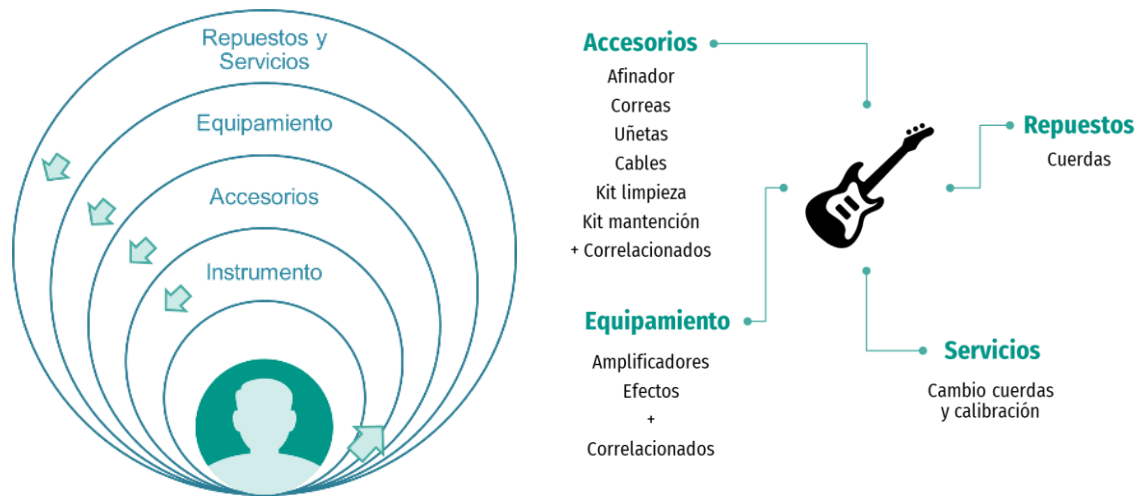 Repuestos y
Servicios
Equipamiento
Accesorios
Instrumento
Accesorios
Afinador
Correas
Uñetas
Cables
Kit limpieza
Kit mantención
+ Correlacionados
Equipamiento
Amplificadores
Efectos
+
Correlacionados
Repuestos
Cuerdas
Servicios
Cambio cuerdas
y calibración